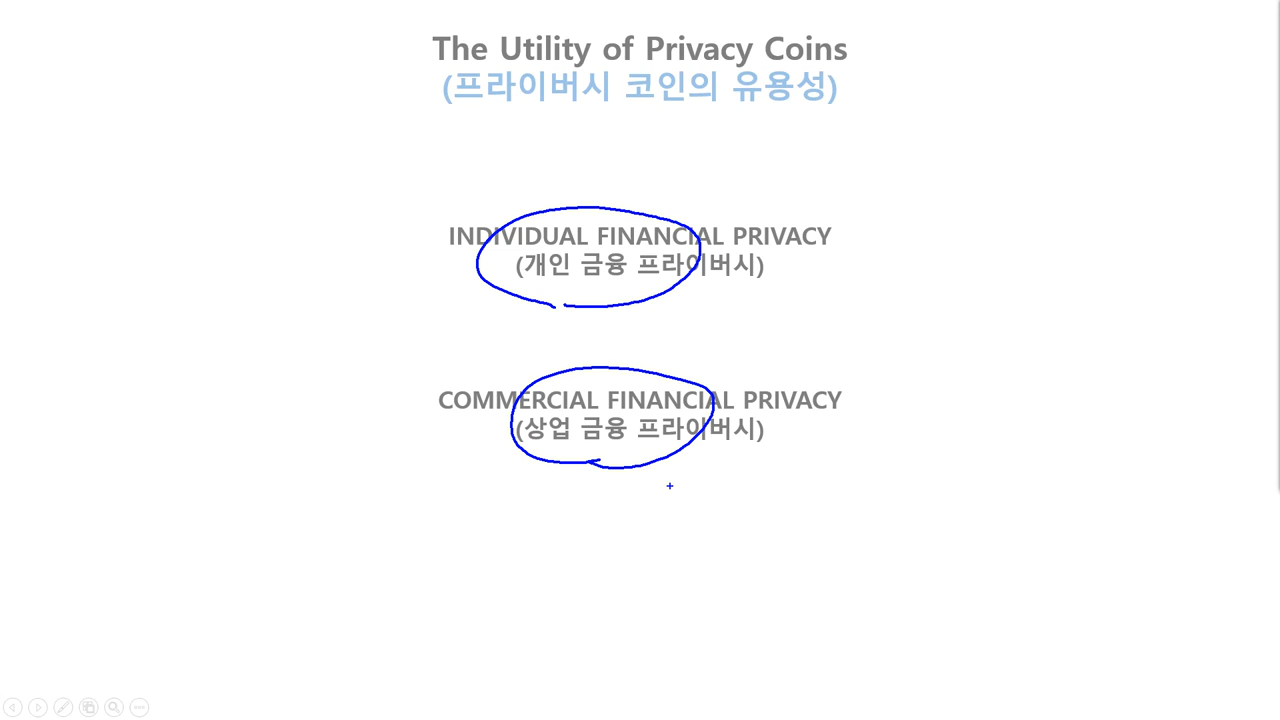 The Utility of Privacy Coins
(프라이버시 코인의 유용성)
INDIVIDUAL FINANCIAL PRIVACY
(개인 금융 프라이버시)
COMMERCIAL FINANCIAL PRIVACY
(상업 금융 프라이버시)